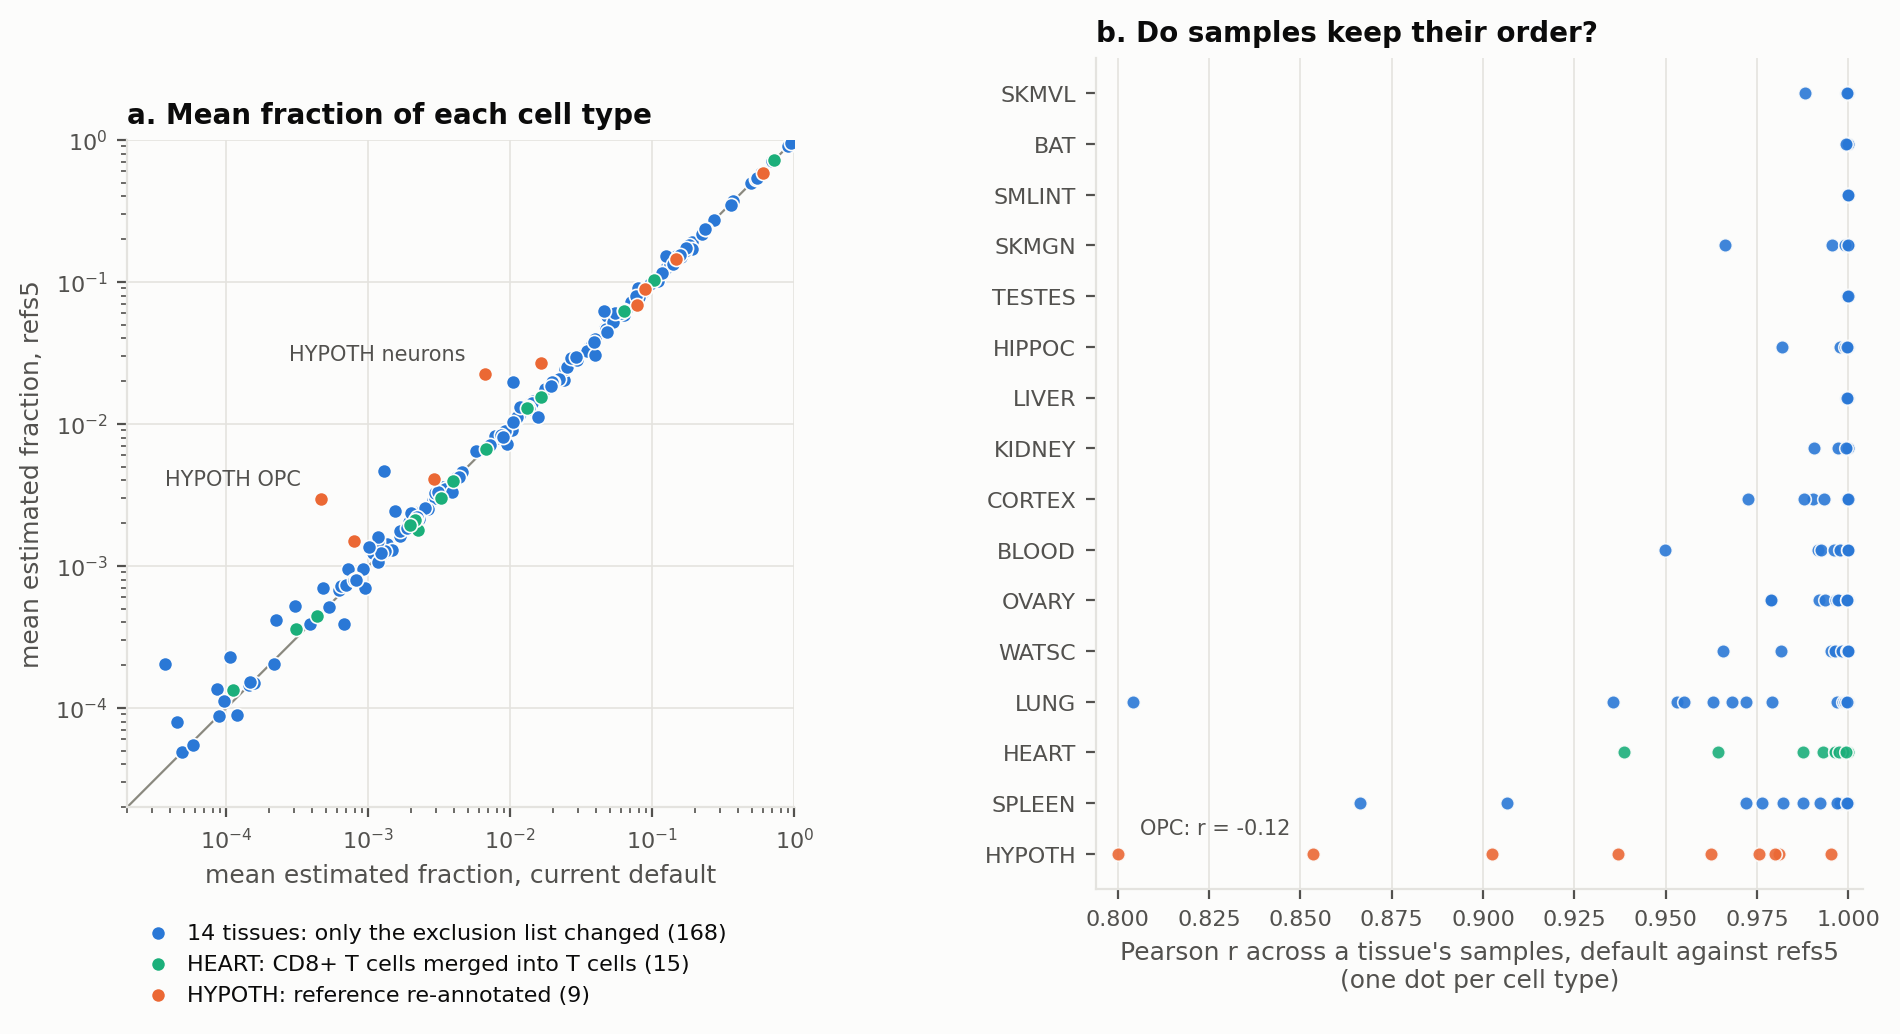 a. Mean fraction of each cell type
10⁰
10⁻¹
10⁻²
10⁻³
10⁻⁴
mean estimated fraction, refs5
HYPOTH neurons
HYPOTH OPC
10⁻⁴ 10⁻³ 10⁻² 10⁻¹ 10⁰
mean estimated fraction, current default
14 tissues: only the exclusion list changed (168)
HEART: CD8+ T cells merged into T cells (15)
HYPOTH: reference re-annotated (9)
b. Do samples keep their order?
SKMVL
BAT
SMLINT
SKMGN
TESTES
HIPPOC
LIVER
KIDNEY
CORTEX
BLOOD
OVARY
WATSC
LUNG
HEART
SPLEEN
OPC: r = -0.12
HYPOTH
0.800 0.825 0.850 0.875 0.900 0.925 0.950 0.975 1.000
Pearson r across a tissue's samples, default against refs5
(one dot per cell type)